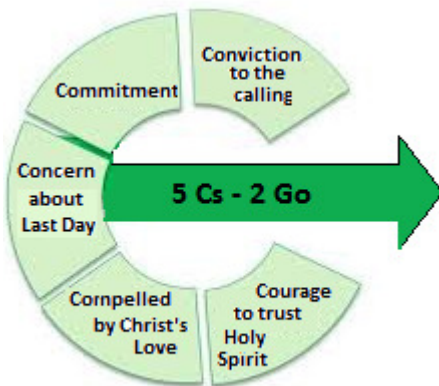 Conviction
to the
calling
Commitment
Concern
about
Last Day
5 Cs - 2 Go
Compelled
by Christ's
Love
Courage
to trust
Holy
Spirit